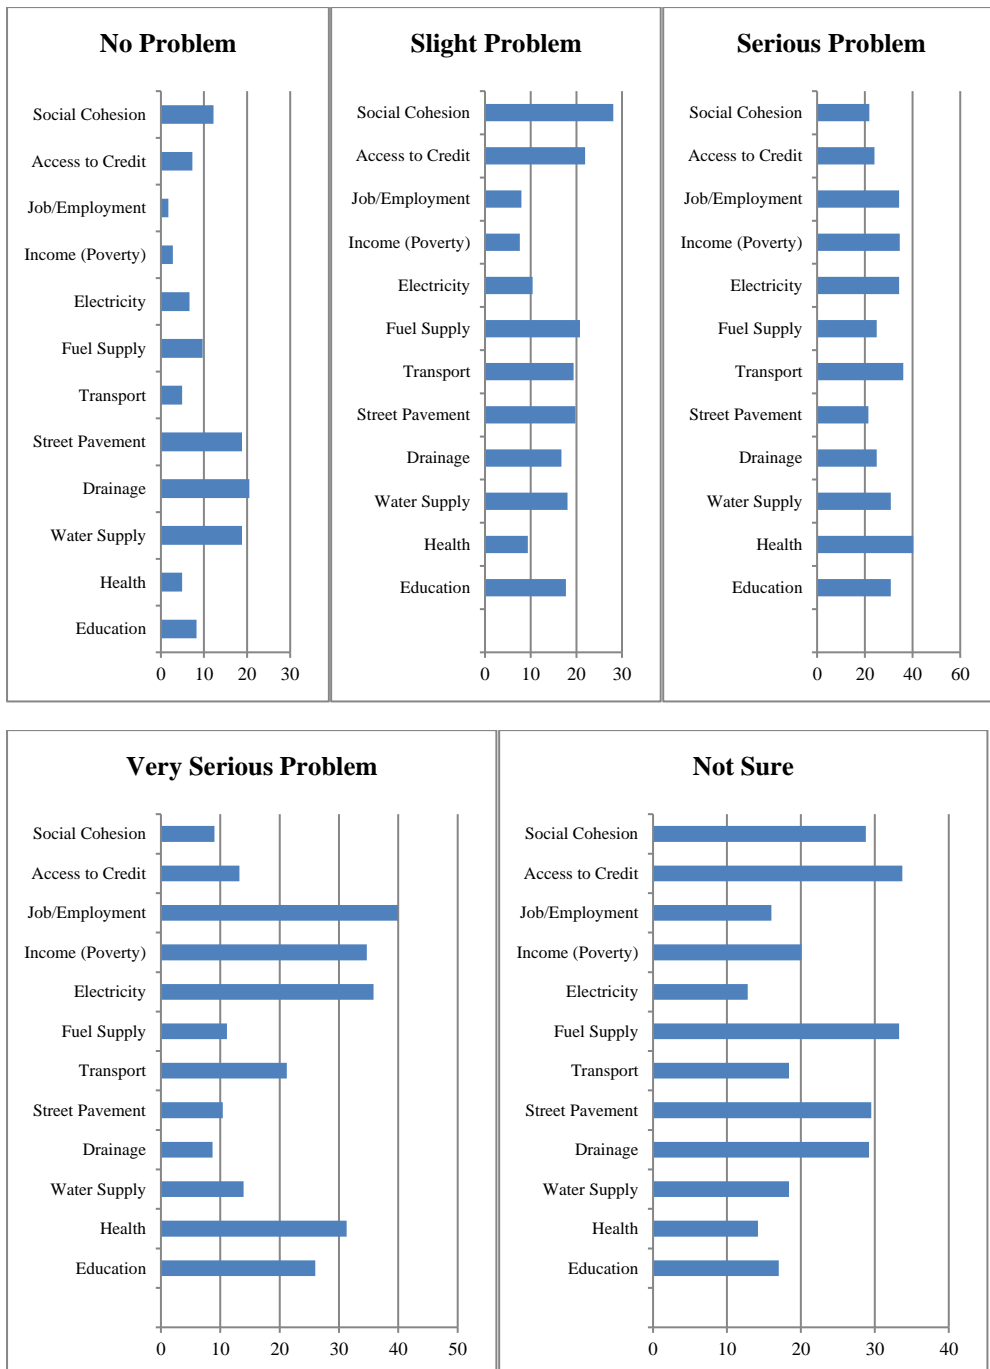 No Problem
Social Cohesion
Access to Credit
Job/Employment
Income (Poverty)
Electricity
Fuel Supply
Transport
Street Pavement
Drainage
Water Supply
Health
Education
0 10 20 30
Slight Problem
Social Cohesion
Access to Credit
Job/Employment
Income (Poverty)
Electricity
Fuel Supply
Transport
Street Pavement
Drainage
Water Supply
Health
Education
0 10 20 30
Serious Problem
Social Cohesion
Access to Credit
Job/Employment
Income (Poverty)
Electricity
Fuel Supply
Transport
Street Pavement
Drainage
Water Supply
Health
Education
0 20 40 60
Very Serious Problem
Social Cohesion
Access to Credit
Job/Employment
Income (Poverty)
Electricity
Fuel Supply
Transport
Street Pavement
Drainage
Water Supply
Health
Education
0 10 20 30 40 50
Not Sure
Social Cohesion
Access to Credit
Job/Employment
Income (Poverty)
Electricity
Fuel Supply
Transport
Street Pavement
Drainage
Water Supply
Health
Education
0 10 20 30 40